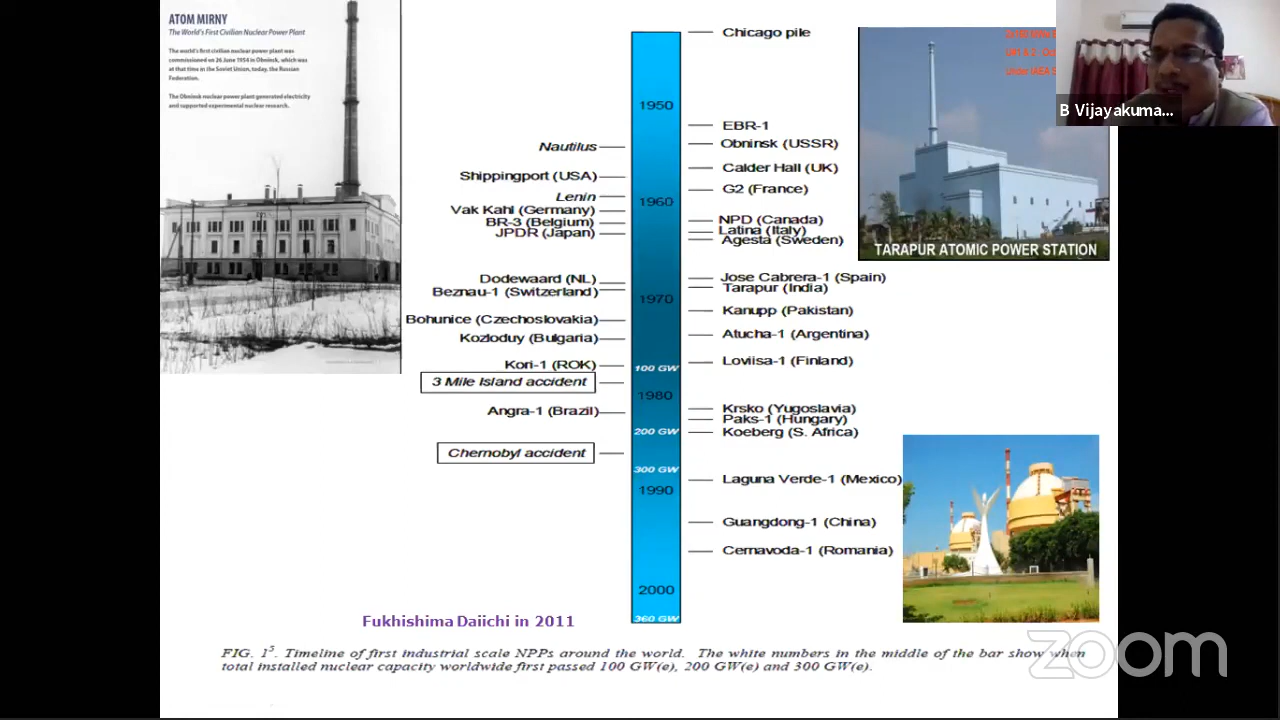 ATOM MIRNY
The World's First Civilian Nuclear Power Plant
The world's first civilian nuclear power plant was
commissioned on 26 June 1954 in Obninsk, which was
at that time in the Soviet Union, today, the Russian
Federation.
The Obninsk nuclear power plant generated electricity
and supported experimental nuclear research.
Nautilus
Shippingport (USA)
Lenin
Vak Kahl (Germany)
BR-3 (Belgium)
JPDR (Japan)
Dodewaard (NL)
Beznau-1 (Switzerland)
Bohunice (Czechoslovakia)
Kozloduy (Bulgaria)
Kori-1 (ROK)
3 Mile Island accident
Angra-1 (Brazil)
Chernobyl accident
1950
1960
1970
100 GW
1980
200 GW
300 GW
1990
2000
360 GW
Chicago pile
EBR-1
Obninsk (USSR)
Calder Hall (UK)
G2 (France)
NPD (Canada)
Latina (Italy)
Agesta (Sweden)
Jose Cabrera-1 (Spain)
Tarapur (India)
Kanupp (Pakistan)
Atucha-1 (Argentina)
Loviisa-1 (Finland)
Krsko (Yugoslavia)
Paks-1 (Hungary)
Koeberg (S. Africa)
Laguna Verde-1 (Mexico)
Guangdong-1 (China)
Cernavoda-1 (Romania)
Under IAEA S
TARAPUR ATOMIC POWER STATION
B Vijayakuma...
Fukhishima Daiichi in 2011
FIG. 1⁵. Timeline of first industrial scale NPPs around the world. The white numbers in the middle of the bar show when
total installed nuclear capacity worldwide first passed 100 GW(e), 200 GW(e) and 300 GW(e).
zoom